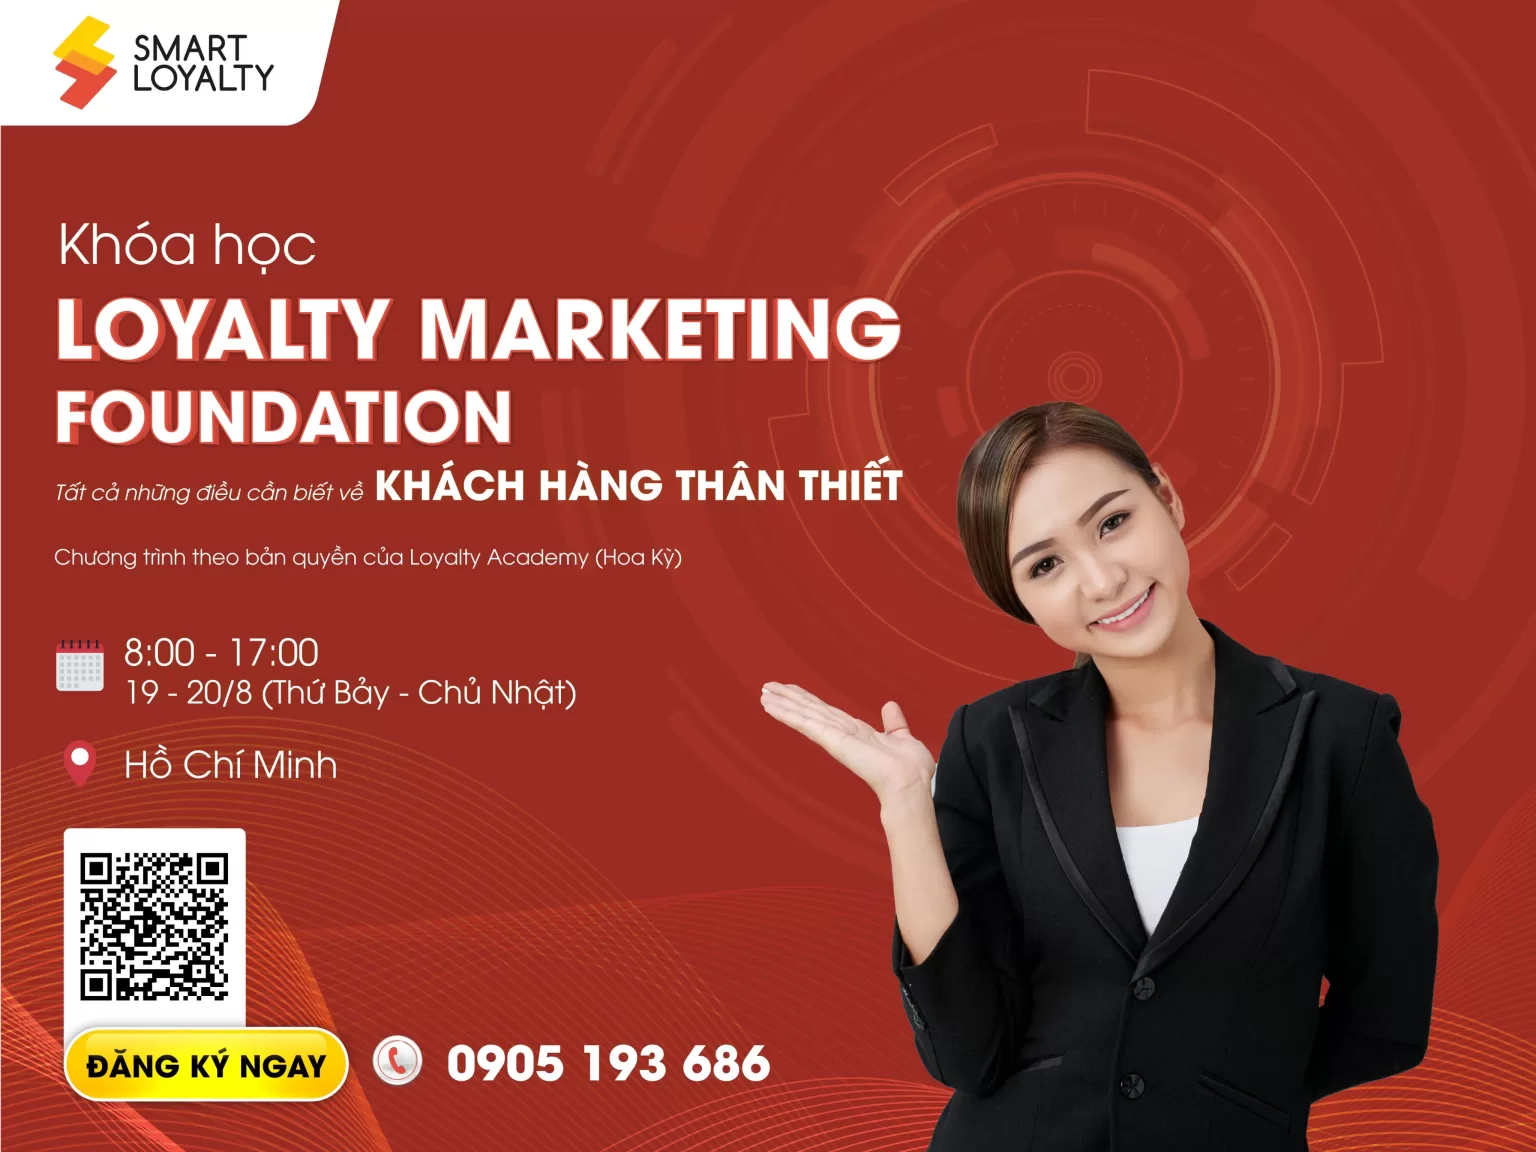 SMART
LOYALTY
Khóa học
LOYALTY MARKETING
FOUNDATION
Tất cả những điều cần biết về KHÁCH HÀNG THÂN THIẾT
Chương trình theo bản quyền của Loyalty Academy (Hoa Kỳ)
8:00 - 17:00
19 - 20/8 (Thứ Bảy - Chủ Nhật)
Hồ Chí Minh
ĐĂNG KÝ NGAY
0905 193 686